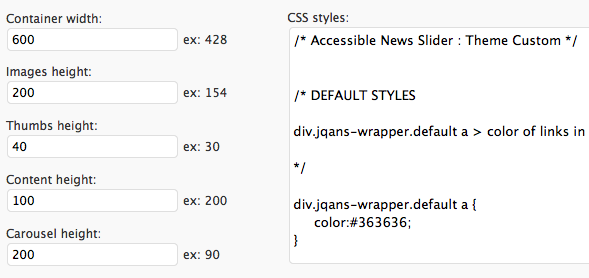 Container width:
600 ex: 428
Images height:
200 ex: 154
Thumbs height:
40 ex: 30
Content height:
100 ex: 200
Carousel height:
200 ex: 90
CSS styles:
/* Accessible News Slider : Theme Custom */
/* DEFAULT STYLES
div.jqans-wrapper.default a > color of links in
*/
div.jqans-wrapper.default a {
color:#363636;
}